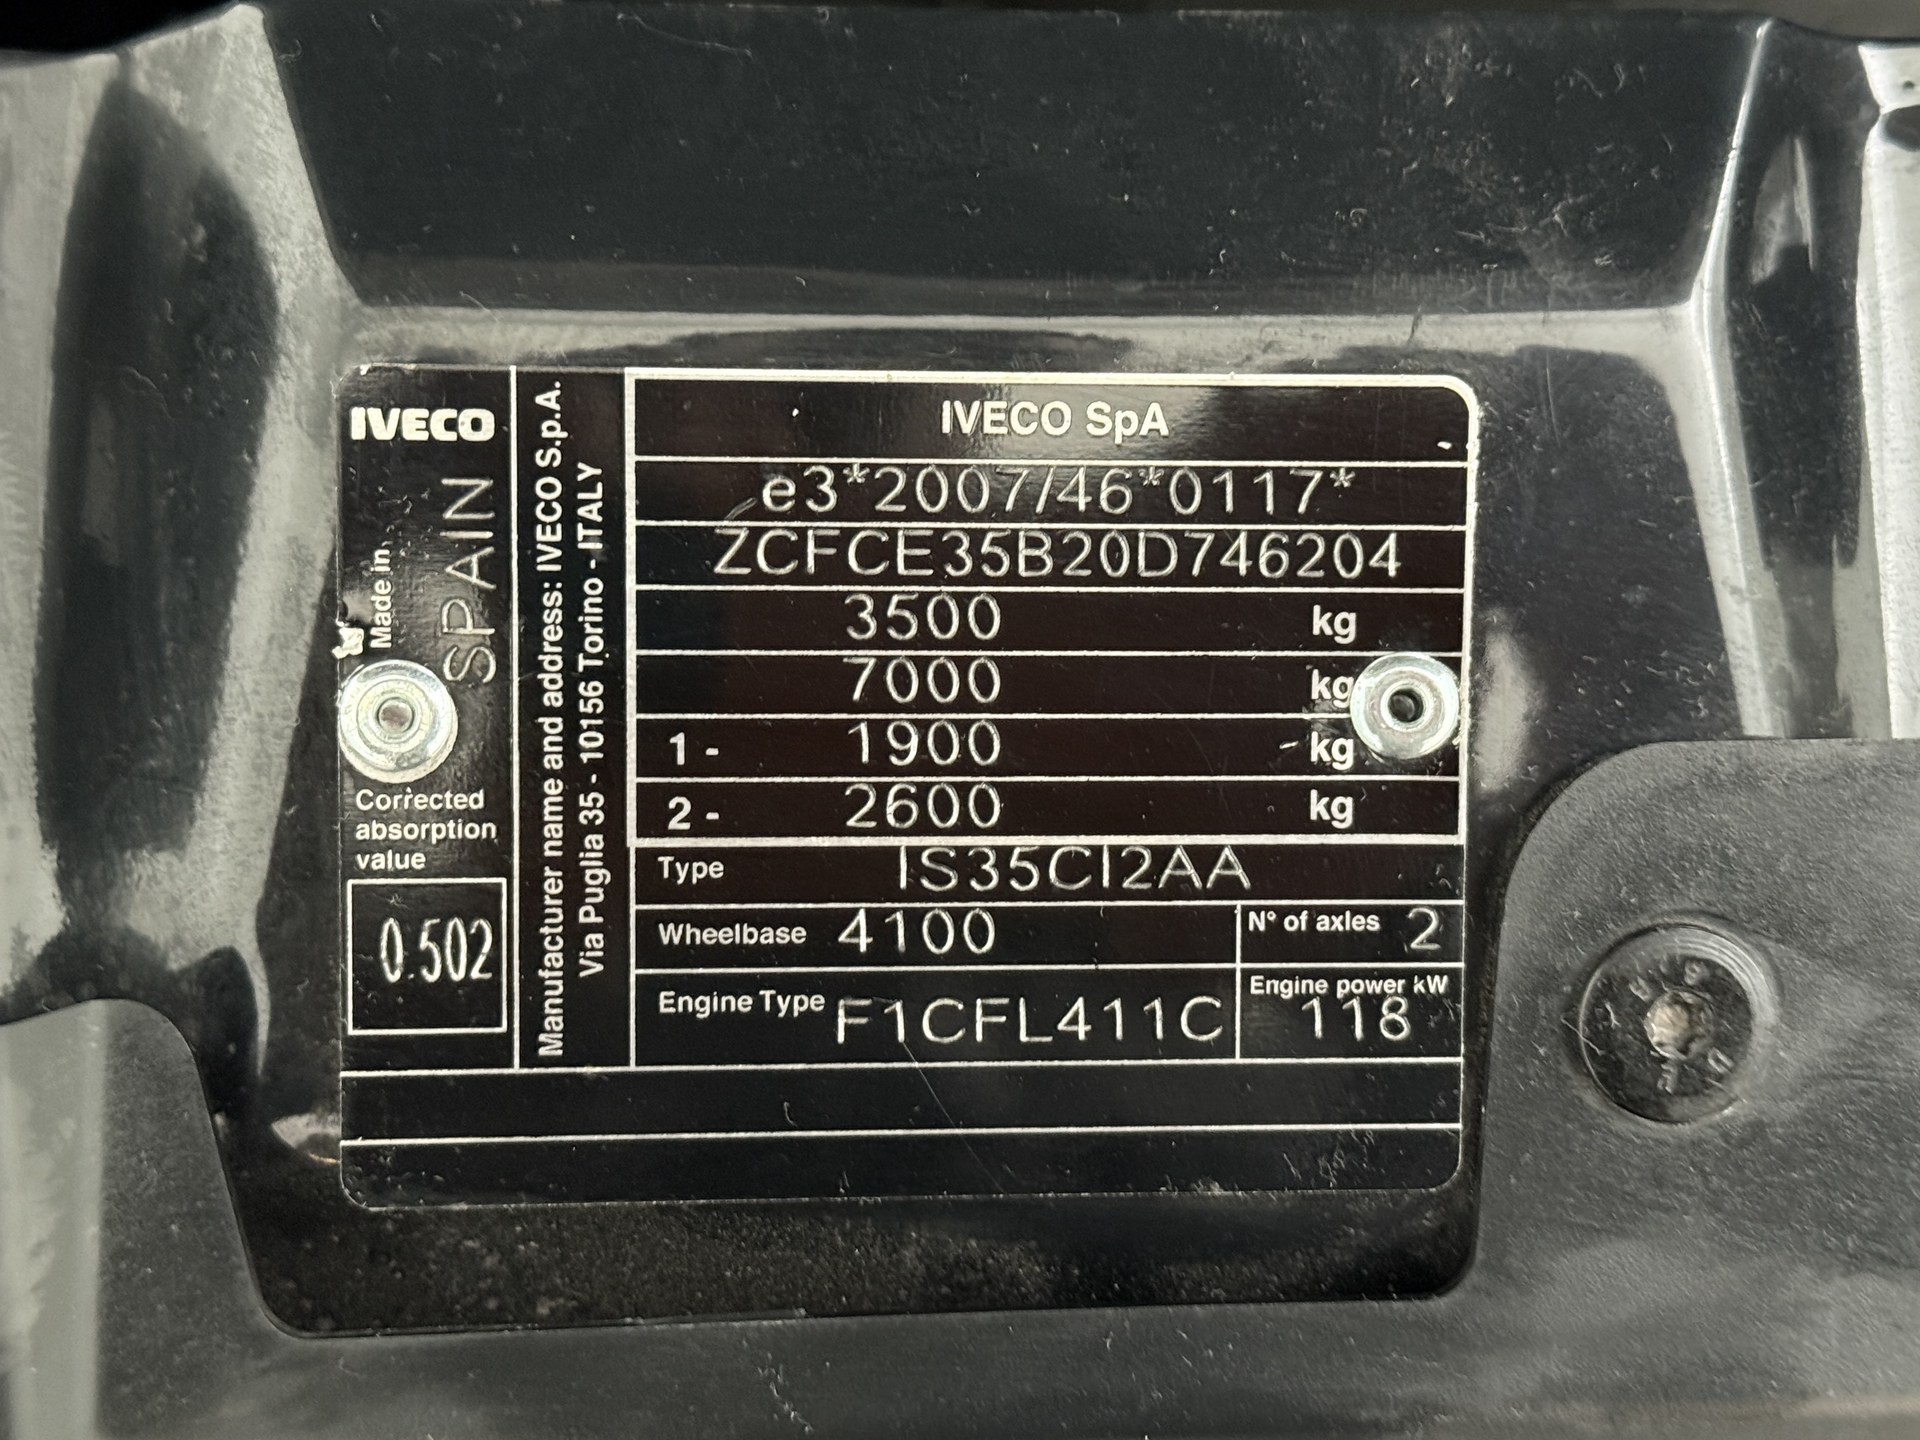 IVECO
Made in
SPAIN
Corrected
absorption
value
0.502
Manufacturer name and address: IVECO S.p.A.
Via Puglia 35 - 10156 Torino - ITALY
IVECO SpA
e3*2007/46*0117*
ZCFCE35B20D746204
3500 kg
7000 kg
1 - 1900 kg
2 - 2600 kg
Type IS35CI2AA
Wheelbase 4100 N° of axles 2
Engine Type F1CFL411C Engine power kW 118